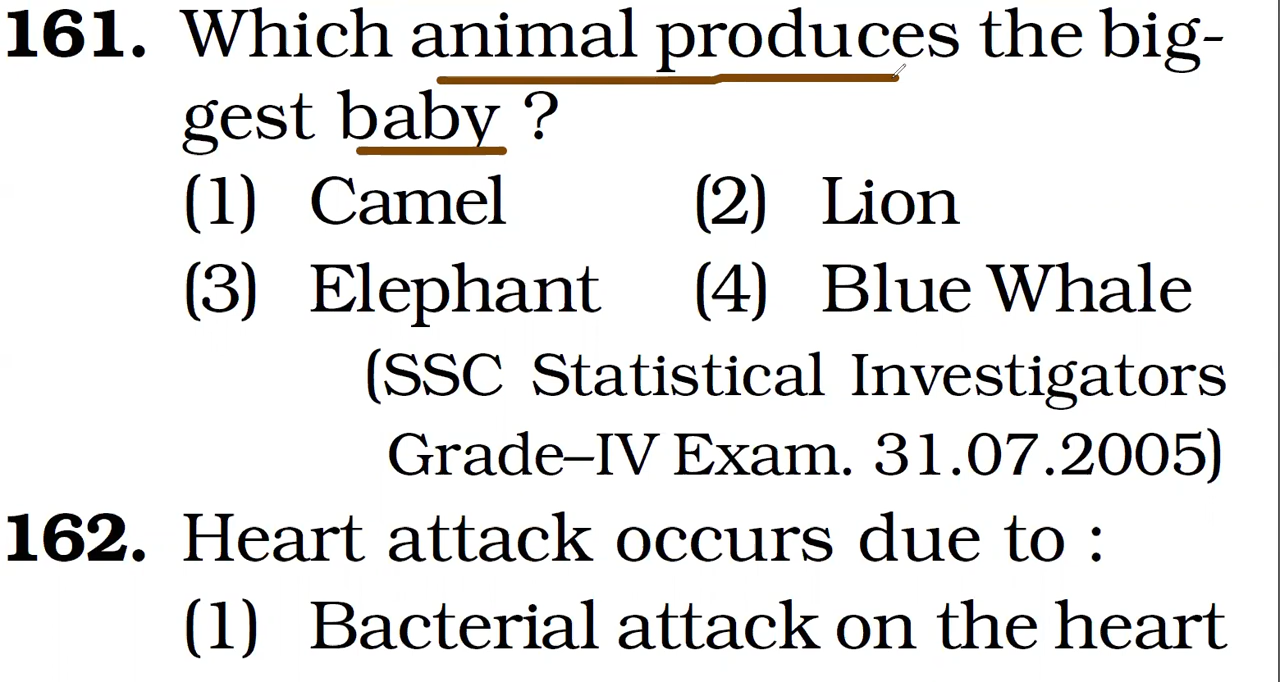 161. Which animal produces the big-
gest baby ?
(1) Camel (2) Lion
(3) Elephant (4) Blue Whale
(SSC Statistical Investigators
Grade–IV Exam. 31.07.2005)
162. Heart attack occurs due to :
(1) Bacterial attack on the heart